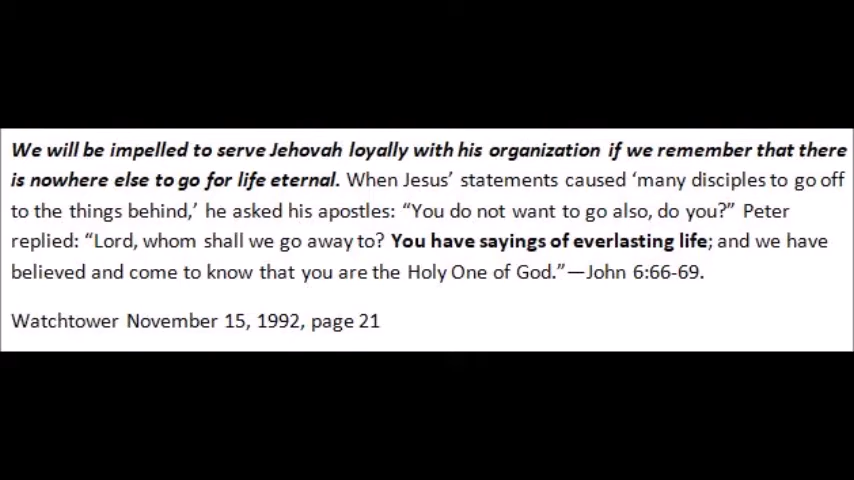 We will be impelled to serve Jehovah loyally with his organization if we remember that there
is nowhere else to go for life eternal. When Jesus’ statements caused ‘many disciples to go off
to the things behind,’ he asked his apostles: “You do not want to go also, do you?” Peter
replied: “Lord, whom shall we go away to? You have sayings of everlasting life; and we have
believed and come to know that you are the Holy One of God.”—John 6:66-69.
Watchtower November 15, 1992, page 21